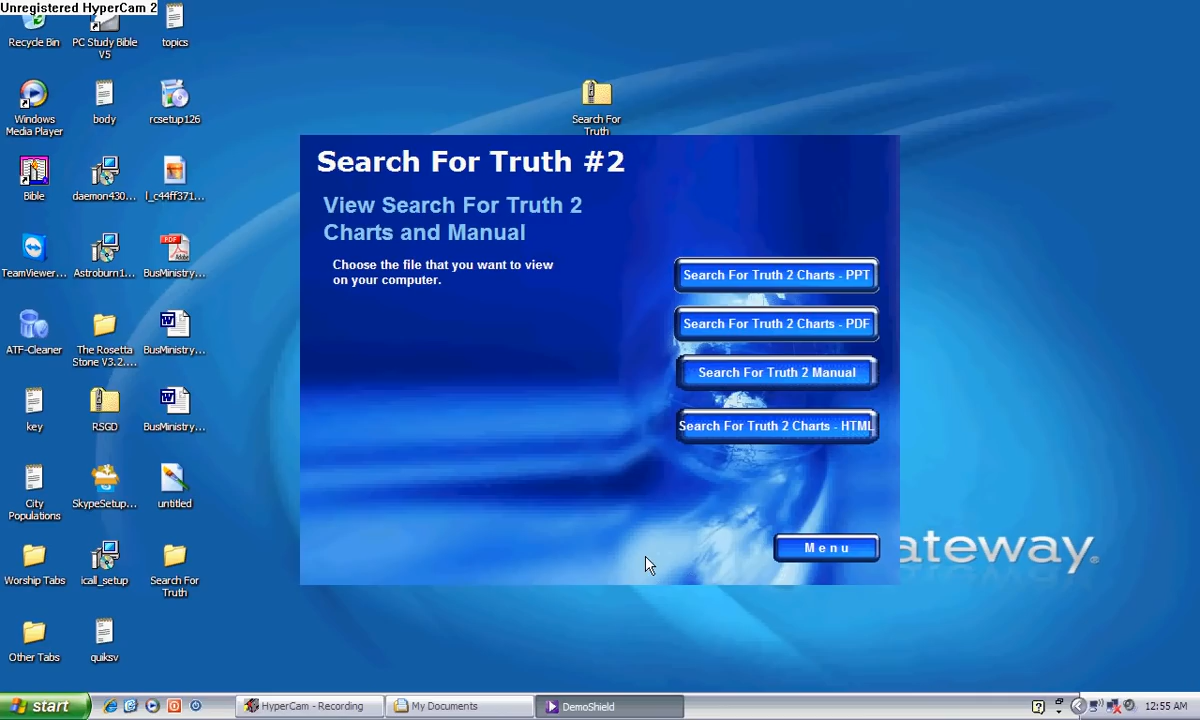 Unregistered HyperCam 2
Recycle Bin
PC Study Bible
V5
topics
Windows
Media Player
body
rcsetup126
Search For
Truth
Bible
daemon430...
l_c44ff371...
TeamViewer...
Astroburn1...
PDF
Adobe
BusMinistry...
ATF-Cleaner
The Rosetta
Stone V3.2....
BusMinistry...
key
RSGD
BusMinistry...
City
Populations
SkypeSetup...
untitled
Worship Tabs
icall_setup
Search For
Truth
Other Tabs
quiksv
Search For Truth #2
View Search For Truth 2
Charts and Manual
Choose the file that you want to view
on your computer.
Search For Truth 2 Charts - PPT
Search For Truth 2 Charts - PDF
Search For Truth 2 Manual
Search For Truth 2 Charts - HTML
Menu
ateway.
start
HyperCam - Recording
My Documents
DemoShield
12:55 AM